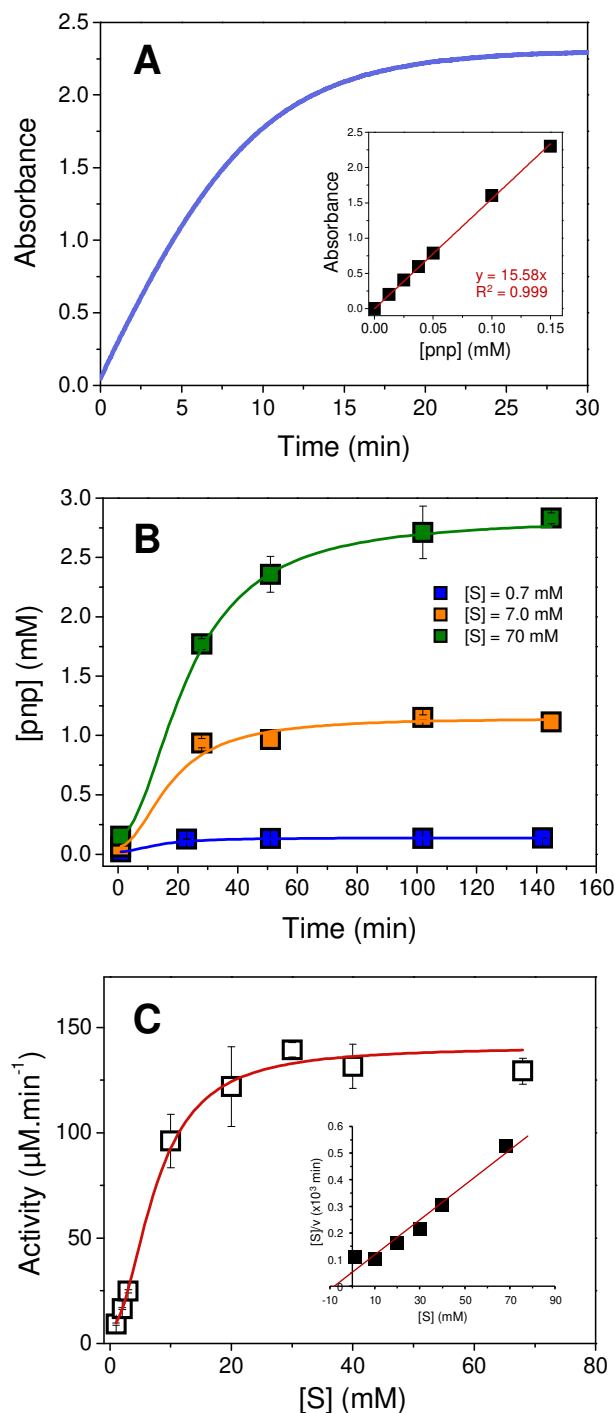 A
2.5
2.0
1.5
1.0
0.5
0.0
Absorbance
0 5 10 15 20 25 30
Time (min)
2.5
2.0
1.5
1.0
0.5
0.0
Absorbance
y = 15.58x
R² = 0.999
0.00 0.05 0.10 0.15
[pnp] (mM)
B
3.0
2.5
2.0
1.5
1.0
0.5
0.0
[pnp] (mM)
[S] = 0.7 mM
[S] = 7.0 mM
[S] = 70 mM
0 20 40 60 80 100 120 140 160
Time (min)
C
150
100
50
0
Activity (µM.min⁻¹)
0.6
0.5
0.4
0.3
0.2
0.1
0
[S]/v (x10³ min)
-10 10 30 50 70 90
[S] (mM)
0 20 40 60 80
[S] (mM)